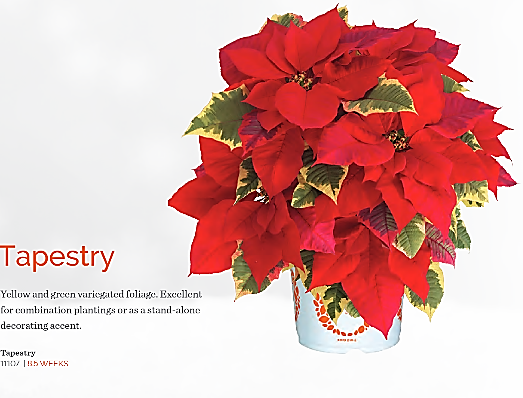 Tapestry
Yellow and green variegated foliage. Excellent
for combination plantings or as a stand-alone
decorating accent.
Tapestry
11107 | 8.5 WEEKS